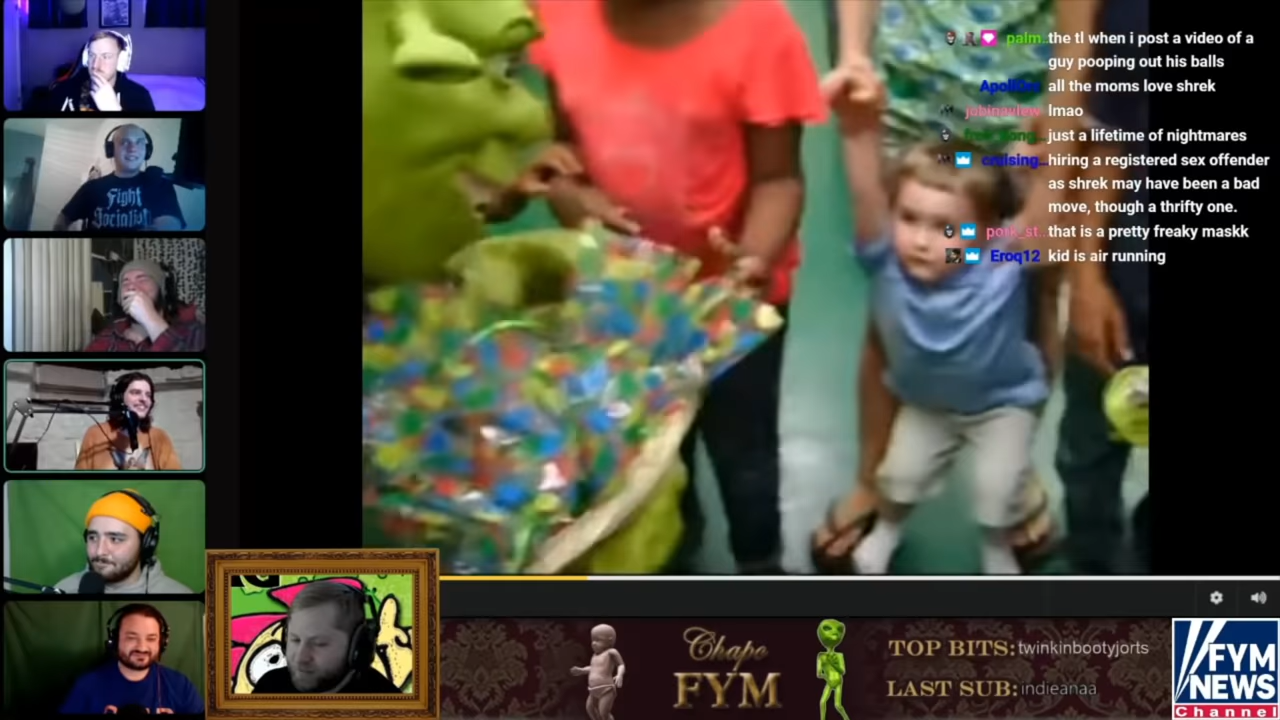 palm… the tl when i post a video of a
guy pooping out his balls
all the moms love shrek
lmao
just a lifetime of nightmares
cruising… hiring a registered sex offender
as shrek may have been a bad
move, though a thrifty one.
that is a pretty freaky maskk
Eroq12 kid is air running
Fight
Chapo
FYM
TOP BITS: twinkinbootyjorts
LAST SUB: indieanaa
FYM
NEWS
Channel